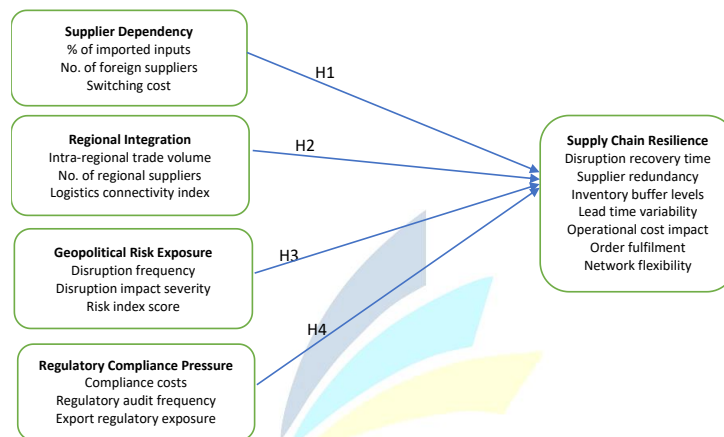 Supplier Dependency
% of imported inputs
No. of foreign suppliers
Switching cost
H1
Regional Integration
Intra-regional trade volume
No. of regional suppliers
Logistics connectivity index
H2
Geopolitical Risk Exposure
Disruption frequency
Disruption impact severity
Risk index score
H3
Regulatory Compliance Pressure
Compliance costs
Regulatory audit frequency
Export regulatory exposure
H4
Supply Chain Resilience
Disruption recovery time
Supplier redundancy
Inventory buffer levels
Lead time variability
Operational cost impact
Order fulfilment
Network flexibility